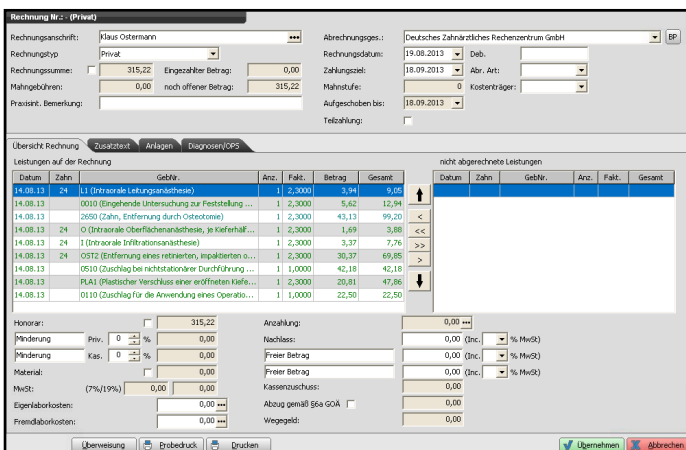 Rechnung Nr.: - (Privat)
Rechnungsanschrift: Klaus Ostermann ••• Abrechnungsges.: Deutsches Zahnärztliches Rechenzentrum GmbH BP
Rechnungstyp Privat Rechnungsdatum: 19.08.2013 Deb.
Rechnungssumme: 315,22 Eingezahlter Betrag: 0,00 Zahlungsziel: 18.09.2013 Abr. Art:
Mahngebühren: 0,00 noch offener Betrag: 315,22 Mahnstufe: 0 Kostenträger:
Praxisint. Bemerkung: Aufgeschoben bis: 18.09.2013
Teilzahlung:
Übersicht Rechnung Zusatztext Anlagen Diagnosen/OPS
Leistungen auf der Rechnung nicht abgerechnete Leistungen
Datum Zahn GebNr. Anz. Fakt. Betrag Gesamt Datum Zahn GebNr. Anz. Fakt. Gesamt
14.08.13 24 L1 (Intraorale Leitungsanästhesie) 1 2,3000 3,94 9,05
14.08.13 0010 (Eingehende Untersuchung zur Feststellung ... 1 2,3000 5,62 12,94
14.08.13 2650 (Zahn, Entfernung durch Osteotomie) 1 2,3000 43,13 99,20 <
14.08.13 24 O (Intraorale Oberflächenanästhesie, je Kieferhälf... 1 2,3000 1,69 3,88 <<
14.08.13 24 I (Intraorale Infiltrationsanästhesie) 1 2,3000 3,37 7,76 >>
14.08.13 24 OST2 (Entfernung eines retinierten, impaktierten o... 1 2,3000 30,37 69,85 >
14.08.13 0510 (Zuschlag bei nichtstationärer Durchführung ... 1 1,0000 42,18 42,18
14.08.13 PLA1 (Plastischer Verschluss einer eröffneten Kiefe... 1 2,3000 20,81 47,86
14.08.13 0110 (Zuschlag für die Anwendung eines Operatio... 1 1,0000 22,50 22,50
Honorar: 315,22 Anzahlung: 0,00 •••
Minderung Priv. 0 % 0,00 Nachlass: 0,00 (Inc. % MwSt)
Minderung Kas. 0 % 0,00 Freier Betrag 0,00 (Inc. % MwSt)
Material: 0,00 Freier Betrag 0,00 (Inc. % MwSt)
MwSt: (7%/19%) 0,00 0,00 Kassenzuschuss: 0,00
Eigenlaborkosten: 0,00 ••• Abzug gemäß §6a GOÄ 0,00
Fremdlaborkosten: 0,00 ••• Wegegeld: 0,00
Überweisung Probedruck Drucken Übernehmen Abbrechen